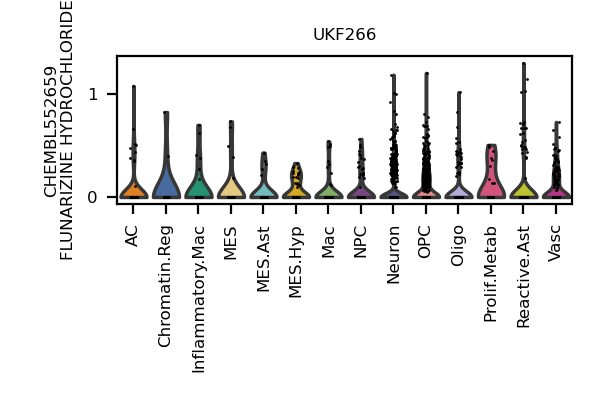 UKF266
CHEMBL552659
FLUNARIZINE HYDROCHLORIDE
1
0
AC
Chromatin.Reg
Inflammatory.Mac
MES
MES.Ast
MES.Hyp
Mac
NPC
Neuron
OPC
Oligo
Prolif.Metab
Reactive.Ast
Vasc